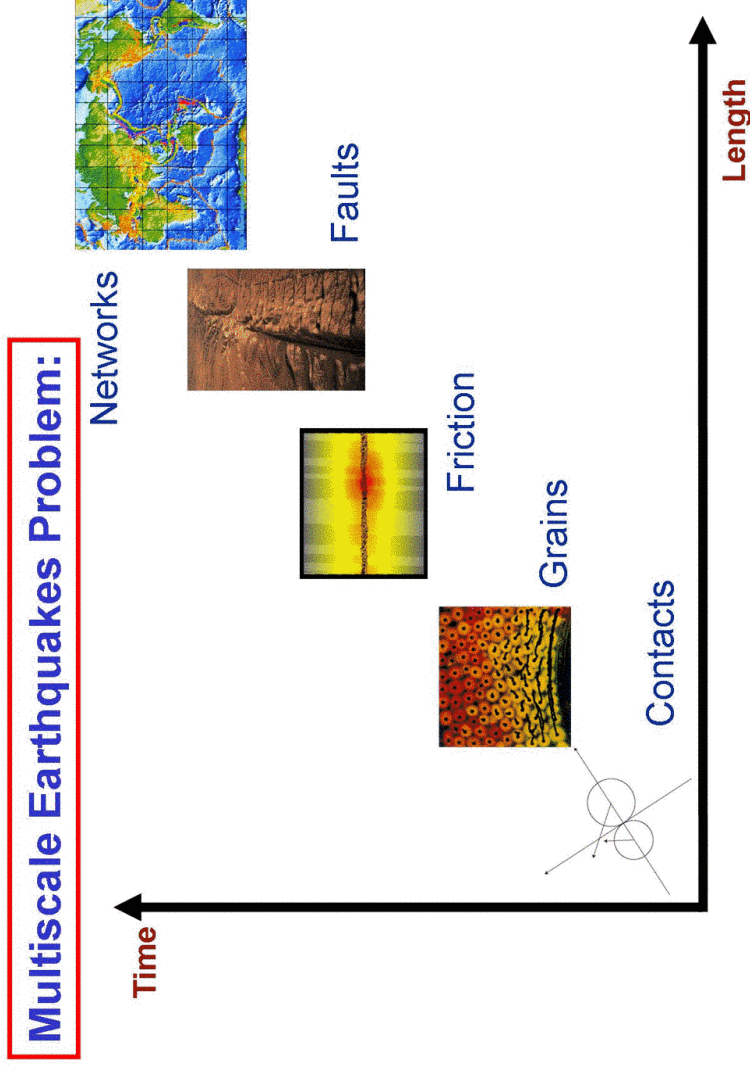 Multiscale Earthquakes Problem:
Time
Networks
Faults
Friction
Grains
Contacts
Length